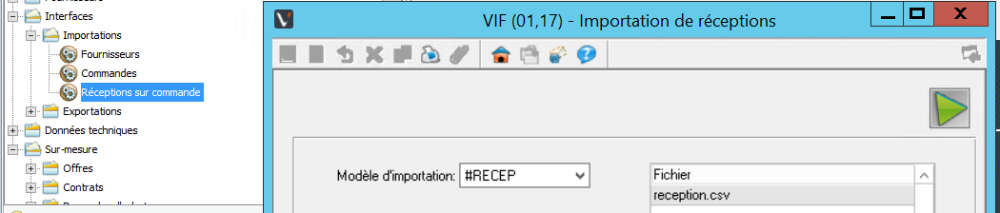 Fournisseurs
Interfaces
Importations
Fournisseurs
Commandes
Réceptions sur commande
Exportations
Données techniques
Sur-mesure
Offres
Contrats
VIF (01,17) - Importation de réceptions
Modèle d'importation: #RECEP
Fichier
reception.csv